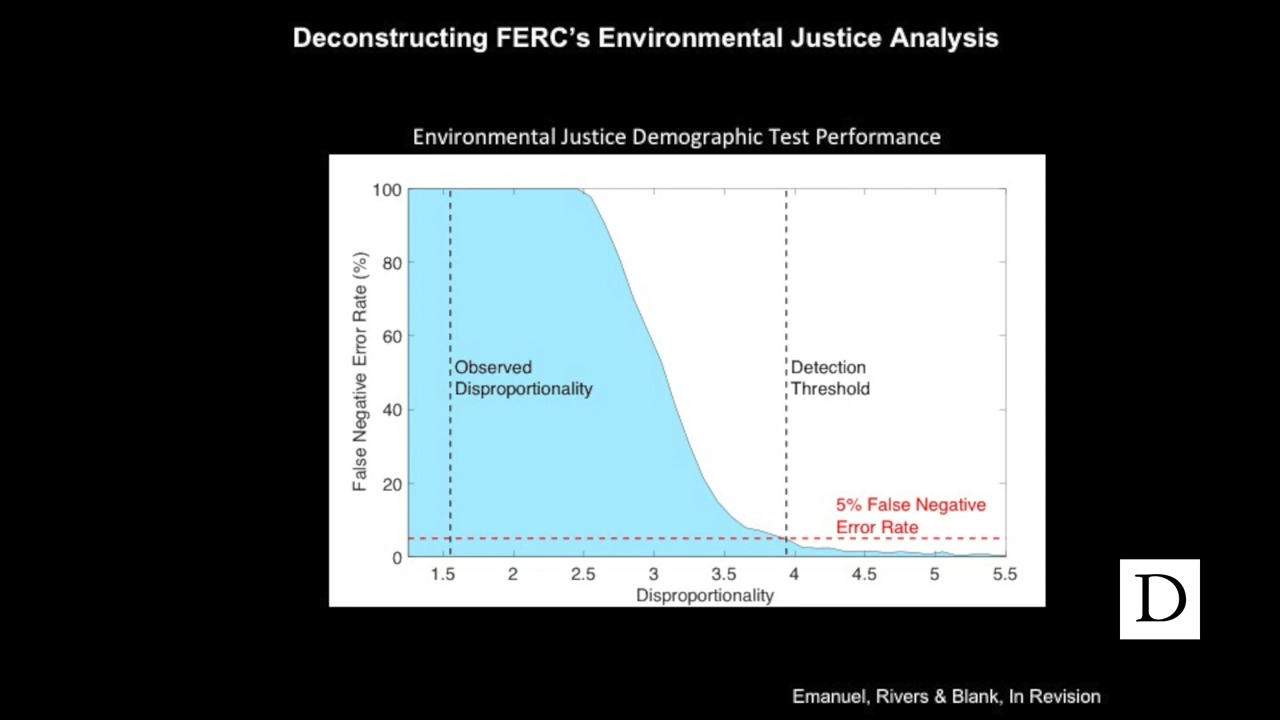 Deconstructing FERC’s Environmental Justice Analysis
Environmental Justice Demographic Test Performance
False Negative Error Rate (%)
100
80
60
40
20
0
Observed
Disproportionality
Detection
Threshold
5% False Negative
Error Rate
1.5 2 2.5 3 3.5 4 4.5 5 5.5
Disproportionality
D
Emanuel, Rivers & Blank, In Revision